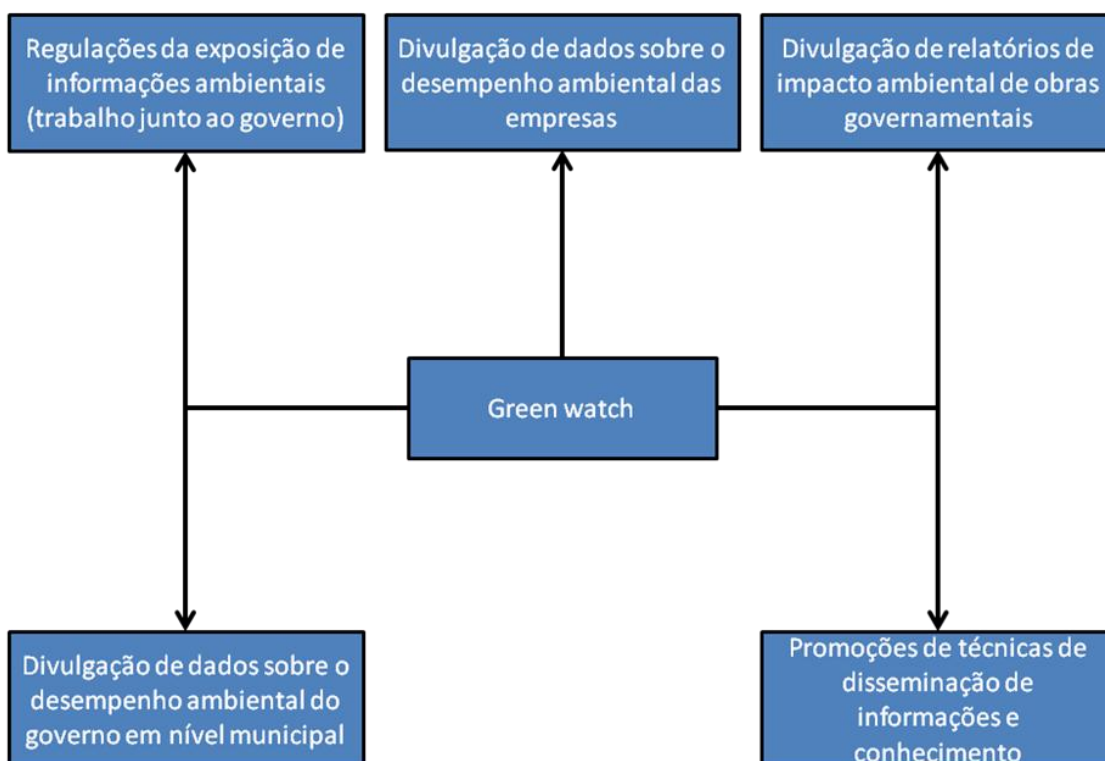 Regulações da exposição de
informações ambientais
(trabalho junto ao governo)
Divulgação de dados sobre o
desempenho ambiental das
empresas
Divulgação de relatórios de
impacto ambiental de obras
governamentais
Green watch
Divulgação de dados sobre o
desempenho ambiental do
governo em nível municipal
Promoções de técnicas de
disseminação de
informações e
conhecimento